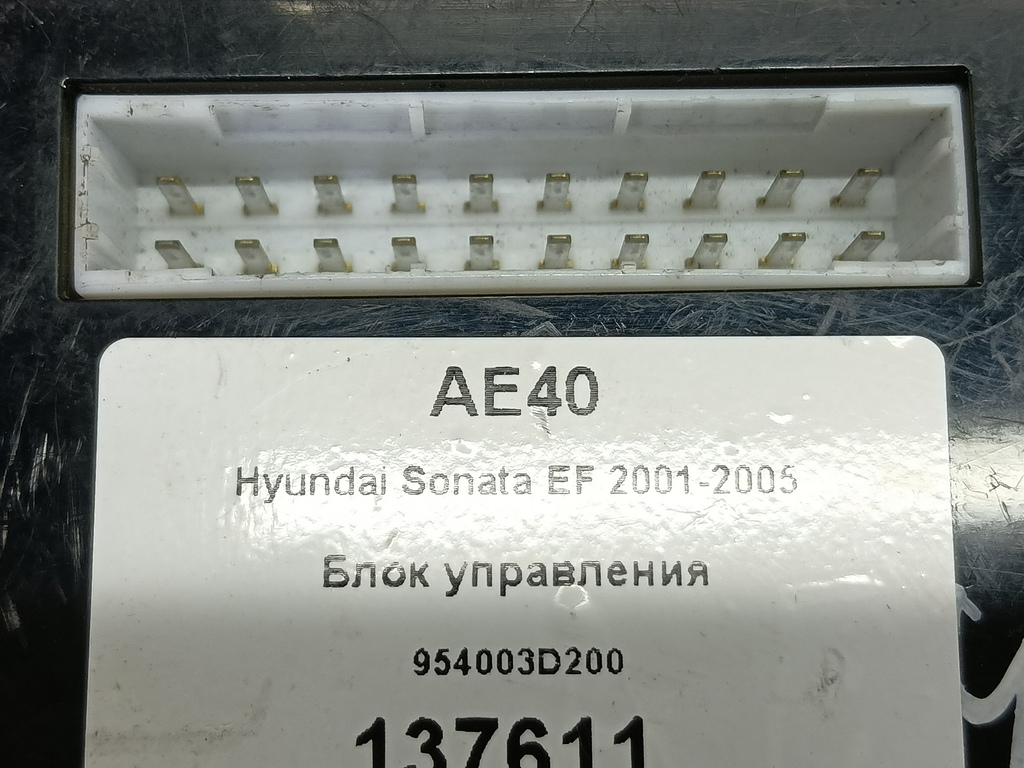 AE40
Hyundai Sonata EF 2001-2005
Блок управления
954003D200
137611